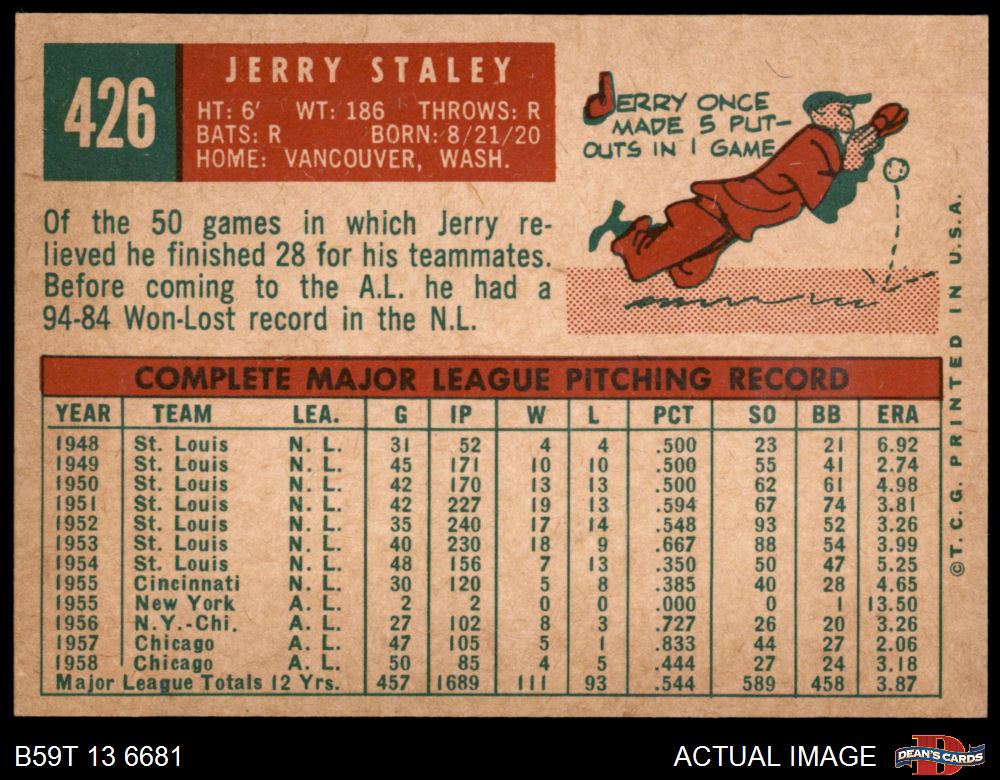 426
JERRY STALEY
HT: 6' WT: 186 THROWS: R
BATS: R BORN: 8/21/20
HOME: VANCOUVER, WASH.
JERRY ONCE
MADE 5 PUT-
OUTS IN 1 GAME
Of the 50 games in which Jerry re-
lieved he finished 28 for his teammates.
Before coming to the A.L. he had a
94-84 Won-Lost record in the N.L.
COMPLETE MAJOR LEAGUE PITCHING RECORD
YEAR TEAM LEA. G IP W L PCT SO BB ERA
1948 St. Louis N. L. 31 52 4 4 .500 23 21 6.92
1949 St. Louis N. L. 45 171 10 10 .500 55 41 2.74
1950 St. Louis N. L. 42 170 13 13 .500 62 61 4.98
1951 St. Louis N. L. 42 227 19 13 .594 67 74 3.81
1952 St. Louis N. L. 35 240 17 14 .548 93 52 3.26
1953 St. Louis N. L. 40 230 18 9 .667 88 54 3.99
1954 St. Louis N. L. 48 156 7 13 .350 50 47 5.25
1955 Cincinnati N. L. 30 120 5 8 .385 40 28 4.65
1955 New York A. L. 2 2 0 0 .000 0 1 13.50
1956 N.Y.-Chi. A. L. 27 102 8 3 .727 26 20 3.26
1957 Chicago A. L. 47 105 5 1 .833 44 27 2.06
1958 Chicago A. L. 50 85 4 5 .444 27 24 3.18
Major League Totals 12 Yrs. 457 1689 111 93 .544 589 458 3.87
©T. C. G. PRINTED IN U.S.A.
B59T 13 6681
ACTUAL IMAGE
DEAN'S CARDS